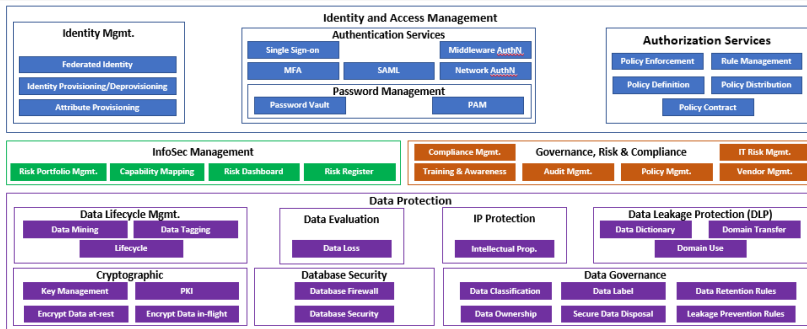 Identity and Access Management
Identity Mgmt.
Federated Identity
Identity Provisioning/Deprovisioning
Attribute Provisioning
Authentication Services
Single Sign-on
Middleware AuthN
MFA
SAML
Network AuthN
Password Management
Password Vault
PAM
Authorization Services
Policy Enforcement
Rule Management
Policy Definition
Policy Distribution
Policy Contract
InfoSec Management
Risk Portfolio Mgmt.
Capability Mapping
Risk Dashboard
Risk Register
Compliance Mgmt.
Governance, Risk & Compliance
IT Risk Mgmt.
Training & Awareness
Audit Mgmt.
Policy Mgmt.
Vendor Mgmt.
Data Protection
Data Lifecycle Mgmt.
Data Mining
Data Tagging
Lifecycle
Data Evaluation
Data Loss
IP Protection
Intellectual Prop.
Data Leakage Protection (DLP)
Data Dictionary
Domain Transfer
Domain Use
Cryptographic
Key Management
PKI
Encrypt Data at-rest
Encrypt Data in-flight
Database Security
Database Firewall
Database Security
Data Governance
Data Classification
Data Label
Data Retention Rules
Data Ownership
Secure Data Disposal
Leakage Prevention Rules